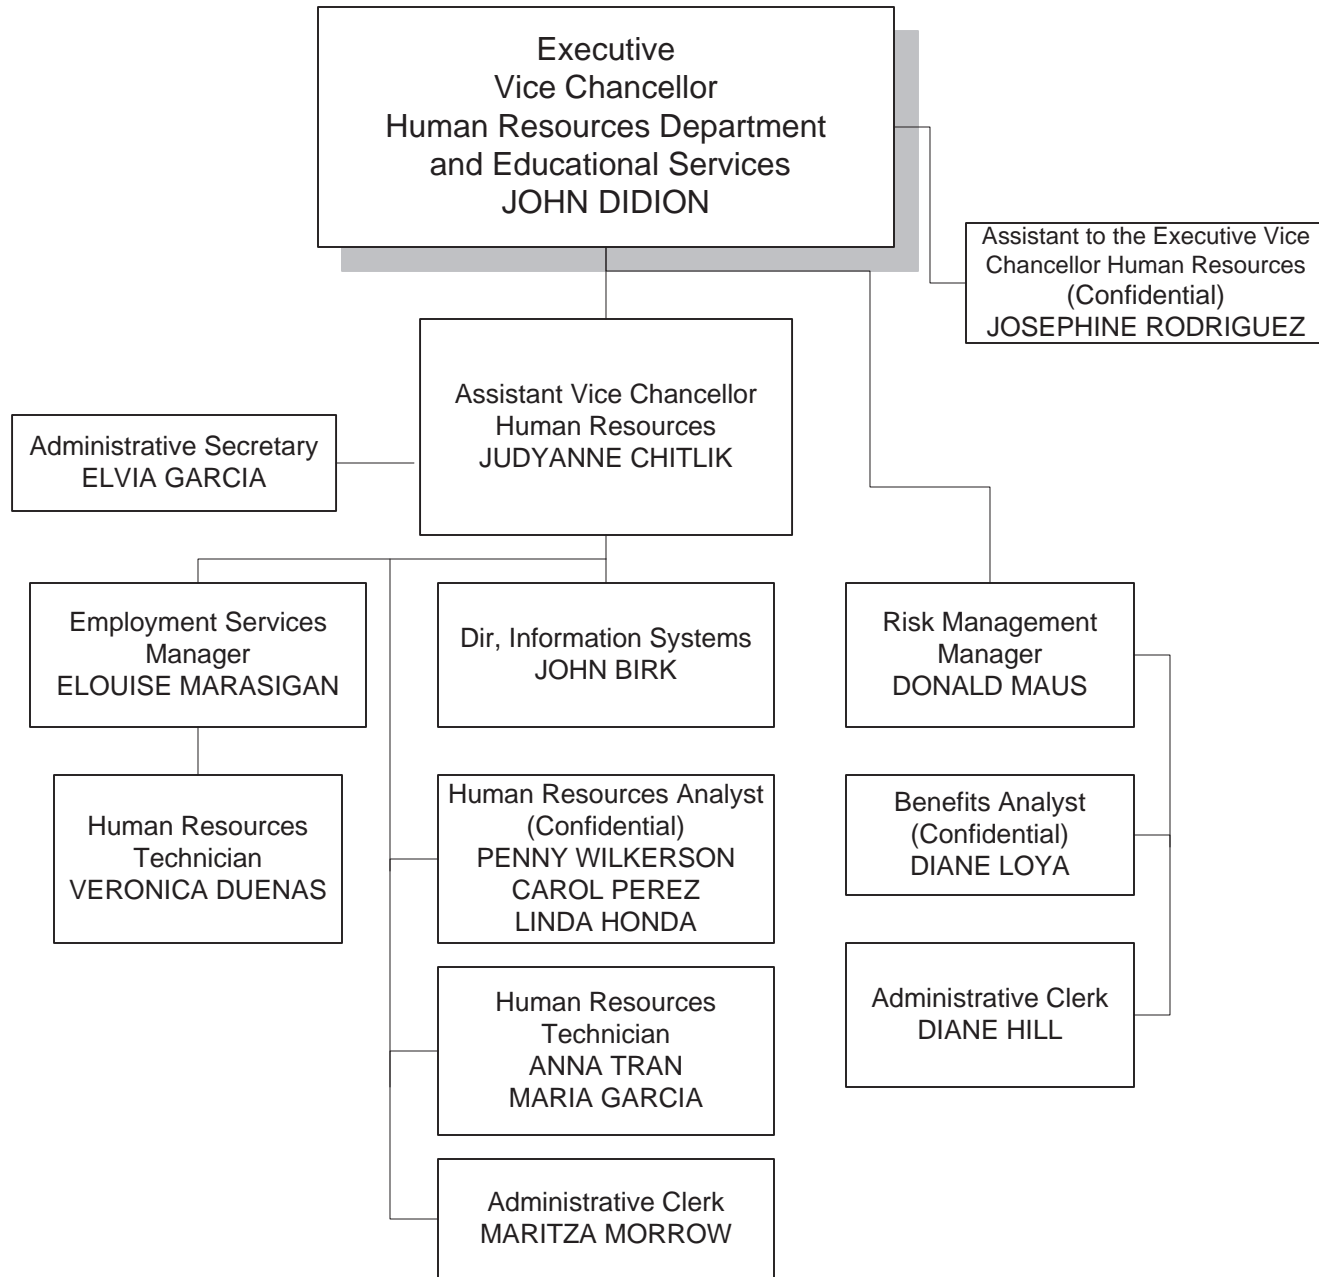 Executive
Vice Chancellor
Human Resources Department
and Educational Services
JOHN DIDION
Assistant to the Executive Vice
Chancellor Human Resources
(Confidential)
JOSEPHINE RODRIGUEZ
Assistant Vice Chancellor
Human Resources
JUDYANNE CHITLIK
Administrative Secretary
ELVIA GARCIA
Employment Services
Manager
ELOUISE MARASIGAN
Dir, Information Systems
JOHN BIRK
Risk Management
Manager
DONALD MAUS
Human Resources
Technician
VERONICA DUENAS
Human Resources Analyst
(Confidential)
PENNY WILKERSON
CAROL PEREZ
LINDA HONDA
Benefits Analyst
(Confidential)
DIANE LOYA
Human Resources
Technician
ANNA TRAN
MARIA GARCIA
Administrative Clerk
DIANE HILL
Administrative Clerk
MARITZA MORROW